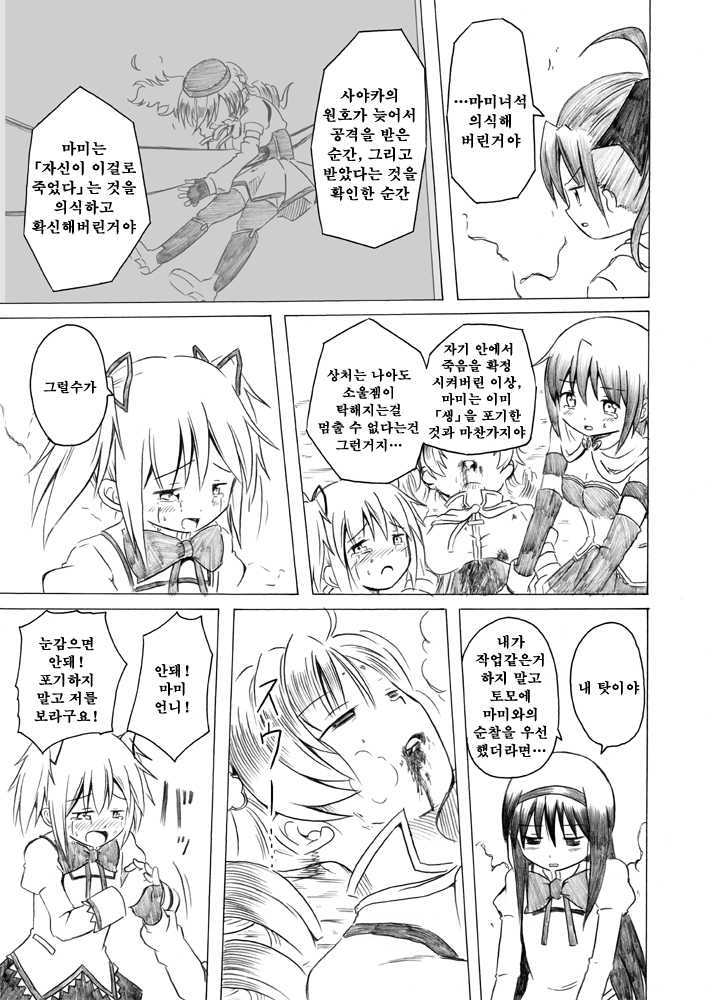 …마미녀석
의식해
버린거야
사야카의
원호가 늦어서
공격을 받은
순간, 그리고
받았다는 것을
확인한 순간
마미는
「자신이 이걸로
죽었다」는 것을
의식하고
확신해버린거야
자기 안에서
죽음을 확정
시켜버린 이상,
마미는 이미
「생」을 포기한
것과 마찬가지야
상처는 나아도
소울젬이
탁해지는걸
멈출 수 없다는건
그런거지…
그럴수가
내 탓이야
내가
작업같은거
하지 말고
토모에
마미와의
순찰을 우선
했더라면…
안돼!
마미
언니!
눈감으면
안돼!
포기하지
말고 저를
보라구요!